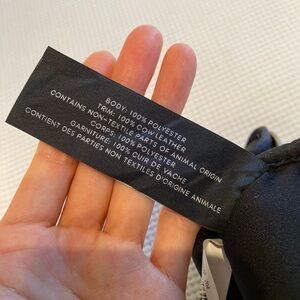 BODY: 100% POLYESTER
TRIM: 100% COW LEATHER
CONTAINS NON-TEXTILE PARTS OF ANIMAL ORIGIN
CORPS: 100% POLYESTER
GARNITURE: 100% CUIR DE VACHE
CONTIENT DES PARTIES NON TEXTILES D'ORIGINE ANIMALE